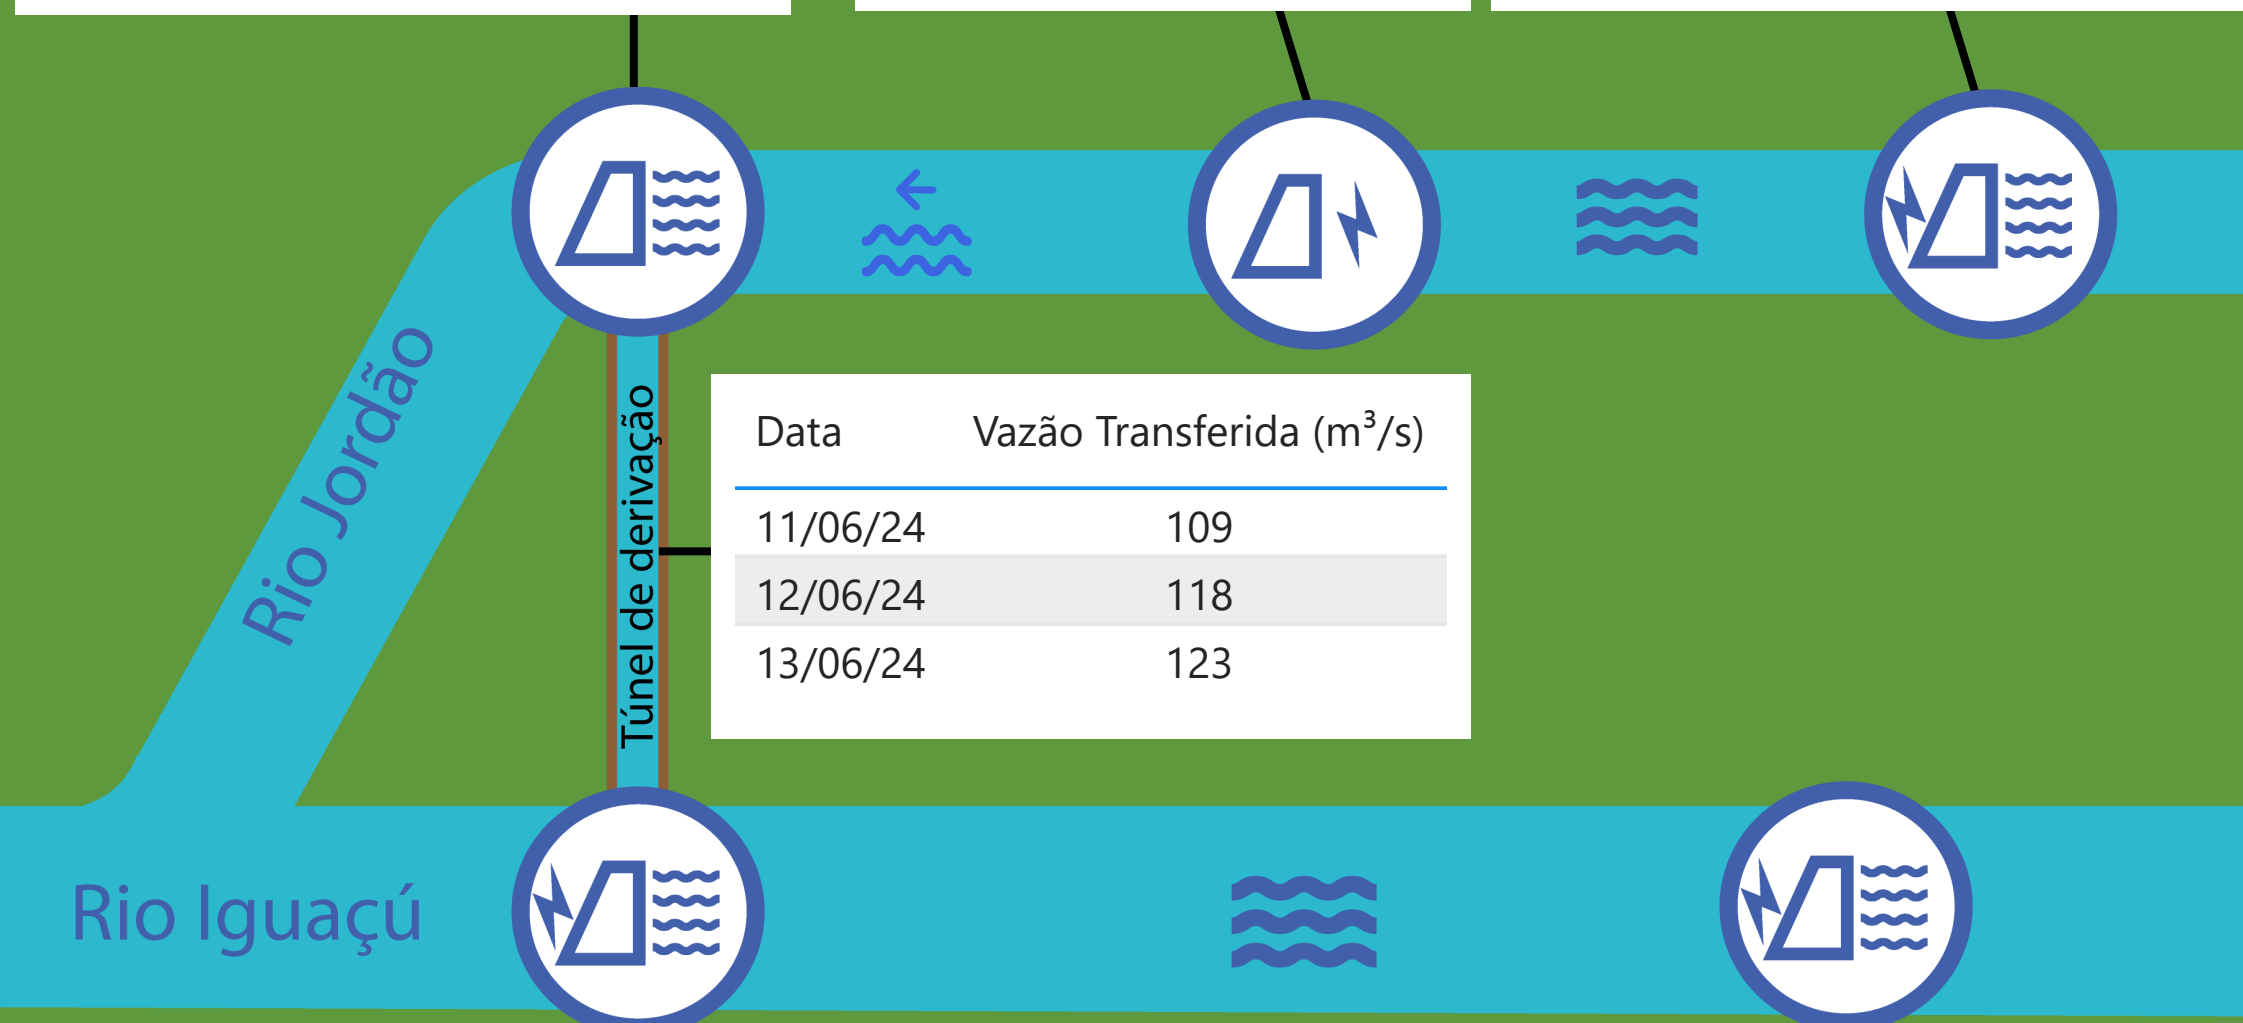 Data Vazão Transferida (m³/s)
11/06/24 109
12/06/24 118
13/06/24 123
Túnel de derivação
Rio Jordão
Rio Iguaçú